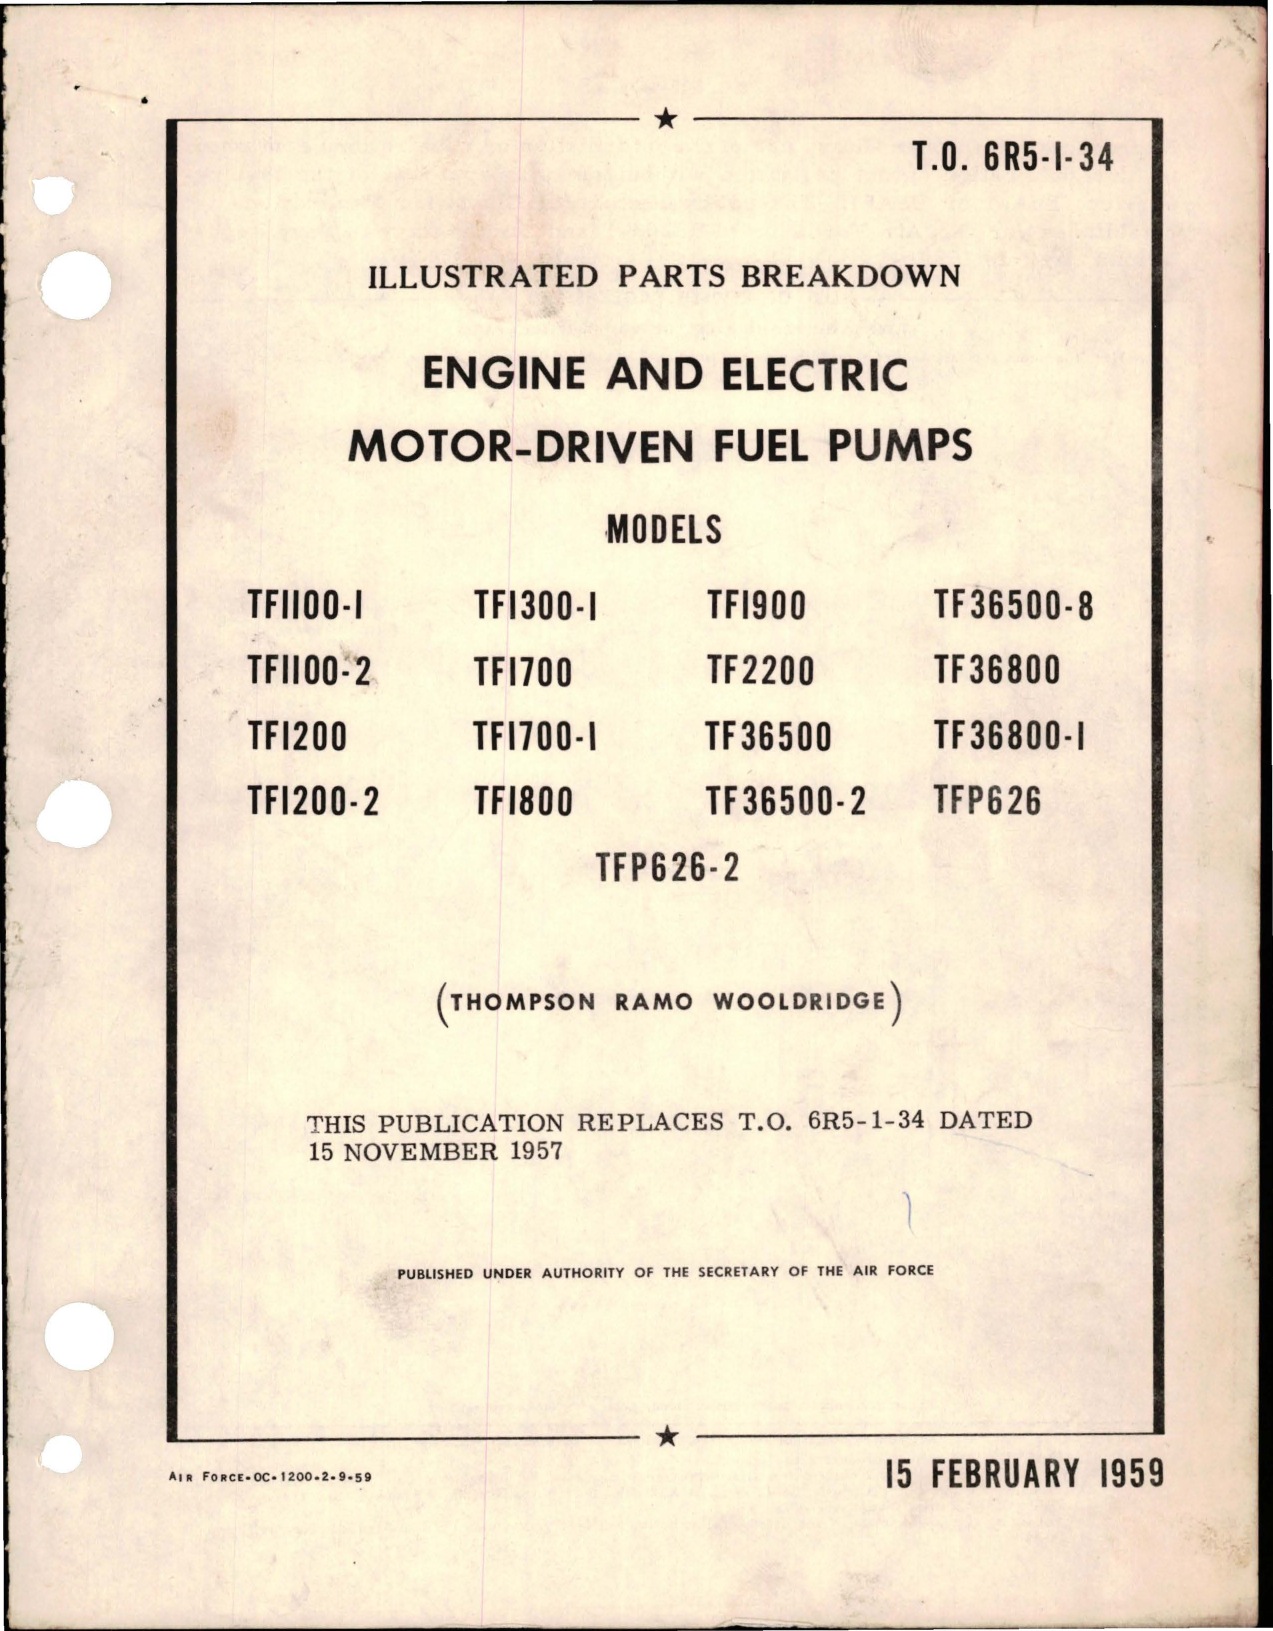 T.O. 6R5-1-34
ILLUSTRATED PARTS BREAKDOWN
ENGINE AND ELECTRIC
MOTOR-DRIVEN FUEL PUMPS
MODELS
TF1100-1 TF1300-1 TF1900 TF36500-8
TF1100-2 TF1700 TF2200 TF36800
TF1200 TF1700-1 TF36500 TF36800-1
TF1200-2 TF1800 TF36500-2 TFP626
TFP626-2
(THOMPSON RAMO WOOLDRIDGE)
THIS PUBLICATION REPLACES T.O. 6R5-1-34 DATED
15 NOVEMBER 1957
PUBLISHED UNDER AUTHORITY OF THE SECRETARY OF THE AIR FORCE
AIR FORCE-OC-1200-2-9-59
15 FEBRUARY 1959